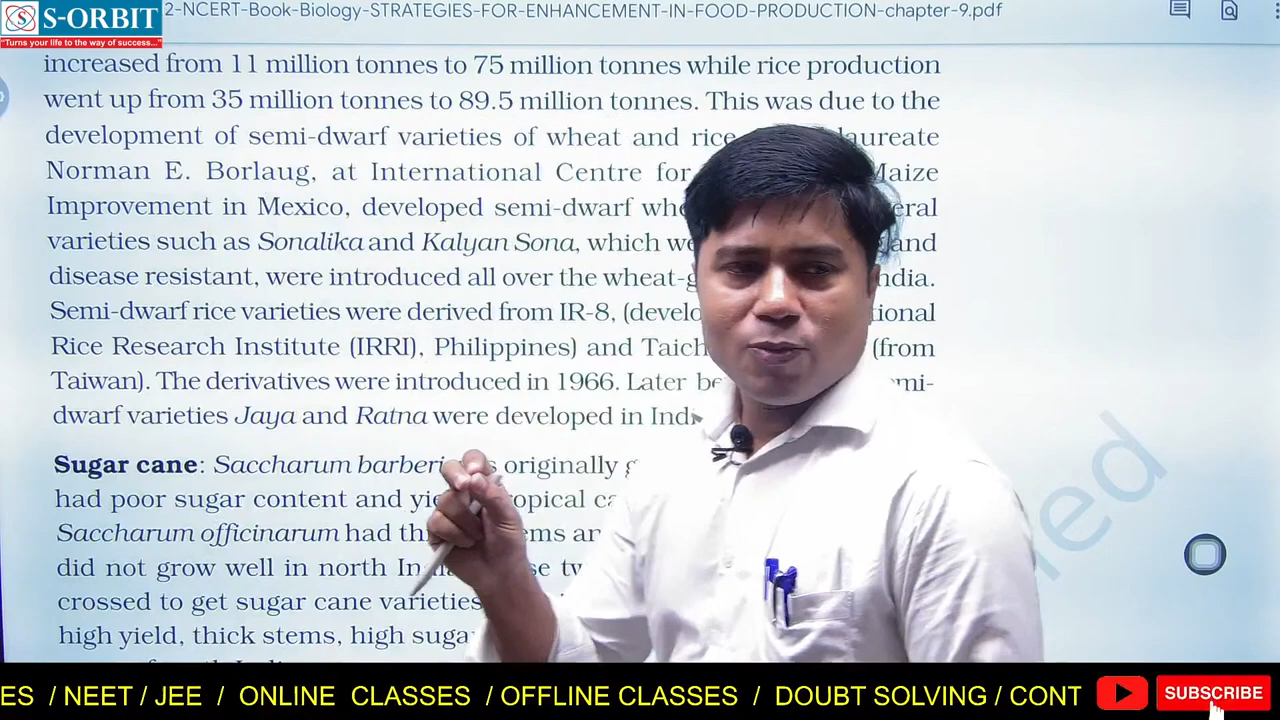 S-ORBIT
"Turns your life to the way of success..."
2-NCERT-Book-Biology-STRATEGIES-FOR-ENHANCEMENT-IN-FOOD-PRODUCTION-chapter-9.pdf
increased from 11 million tonnes to 75 million tonnes while rice production
went up from 35 million tonnes to 89.5 million tonnes. This was due to the
development of semi-dwarf varieties of wheat and rice laureate
Norman E. Borlaug, at International Centre for Maize
Improvement in Mexico, developed semi-dwarf
varieties such as Sonalika and Kalyan Sona, which and
disease resistant, were introduced all over the
Semi-dwarf rice varieties were derived from IR-8,
Rice Research Institute (IRRI), Philippines) and (from
Taiwan). The derivatives were introduced in 1966. Later
dwarf varieties Jaya and Ratna were developed in
Sugar cane: Saccharum originally
had poor sugar content and tropical
Saccharum officinarum had
did not grow well in north
crossed to get sugar cane varieties
high yield, thick stems, high
ES / NEET / JEE / ONLINE CLASSES / OFFLINE CLASSES / DOUBT SOLVING / CONT
SUBSCRIBE